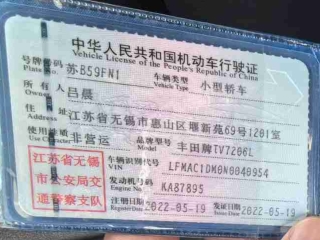 中华人民共和国机动车行驶证
Vehicle License of the People's Republic of China
号牌号码 苏B59FN1 车辆类型 小型轿车
Plate No. Vehicle Type
所有人 吕晨
Owner
住址 江苏省无锡市惠山区堰新苑69号1201室
Address
使用性质 非营运 品牌型号 丰田牌TV7206L
Use Character Model
江苏省无锡 车辆识别代号 LFMAC1DM0N0040954
市公安局交 VIN
通警察支队 发动机号码 KA87895
Engine No.
注册日期 2022-05-19 发证日期 2022-05-19
Register Date Issue Date